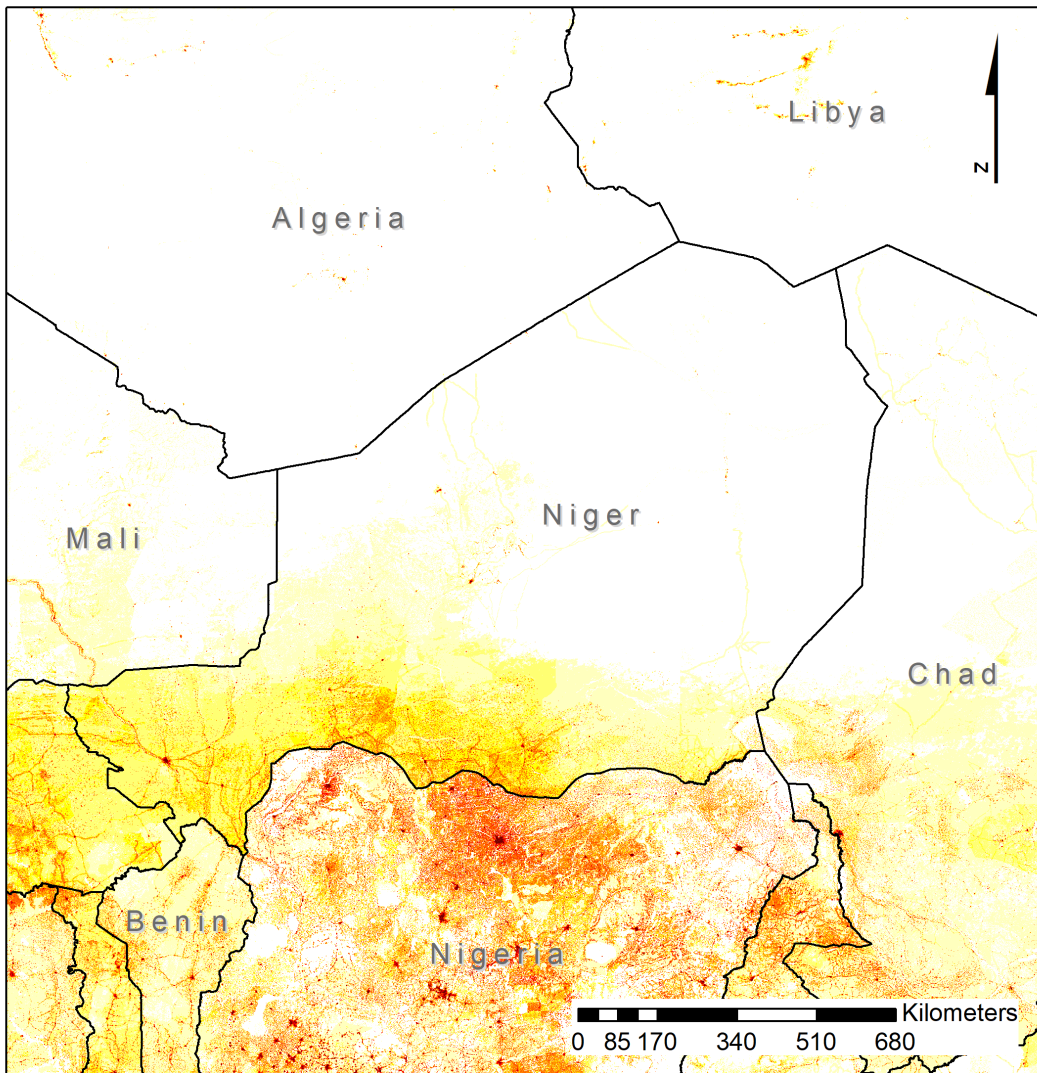 Libya
N
Algeria
Niger
Mali
Chad
Benin
Nigeria
Kilometers
0 85 170 340 510 680